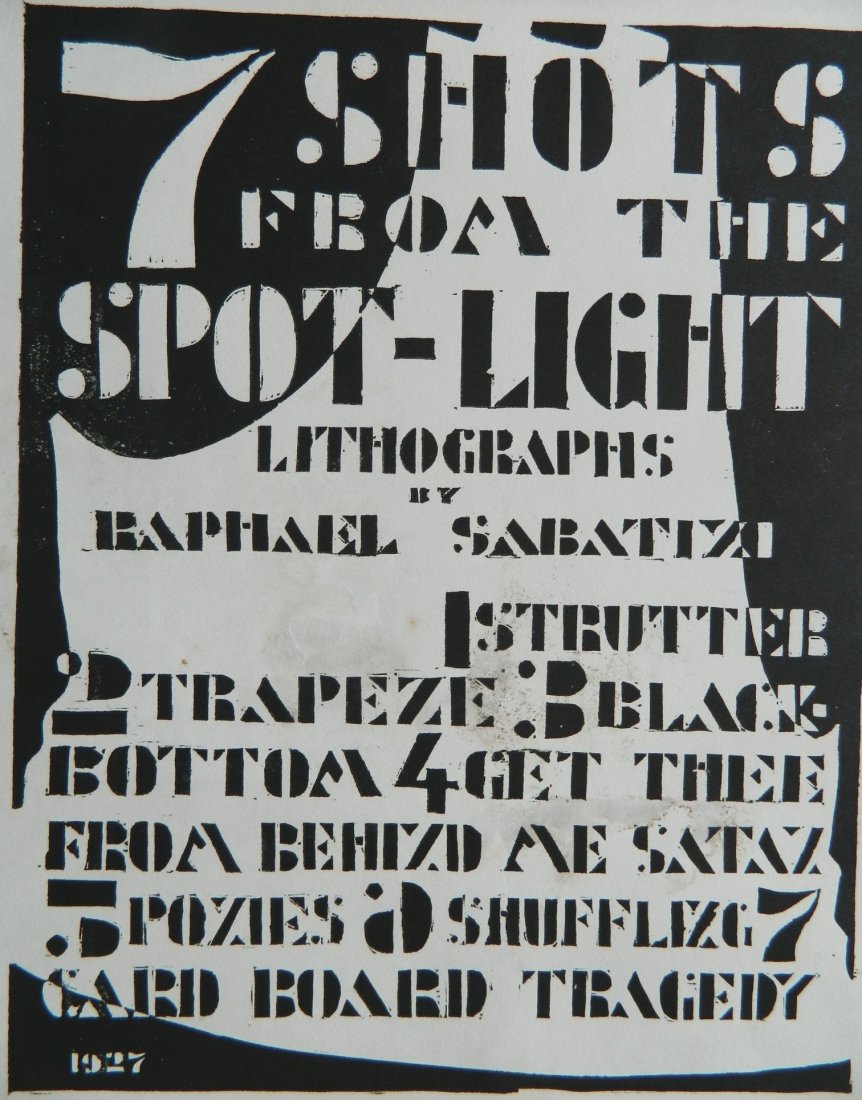 7 SHOTS
FROM THE
SPOT-LIGHT
LITHOGRAPHS
BY
RAPHAEL SABATINI
1 STRUTTER
2 TRAPEZE 3 BLACK
BOTTOM 4 GET THEE
FROM BEHIND ME SATAN
5 PONIES 6 SHUFFLING 7
CARD BOARD TRAGEDY
1927